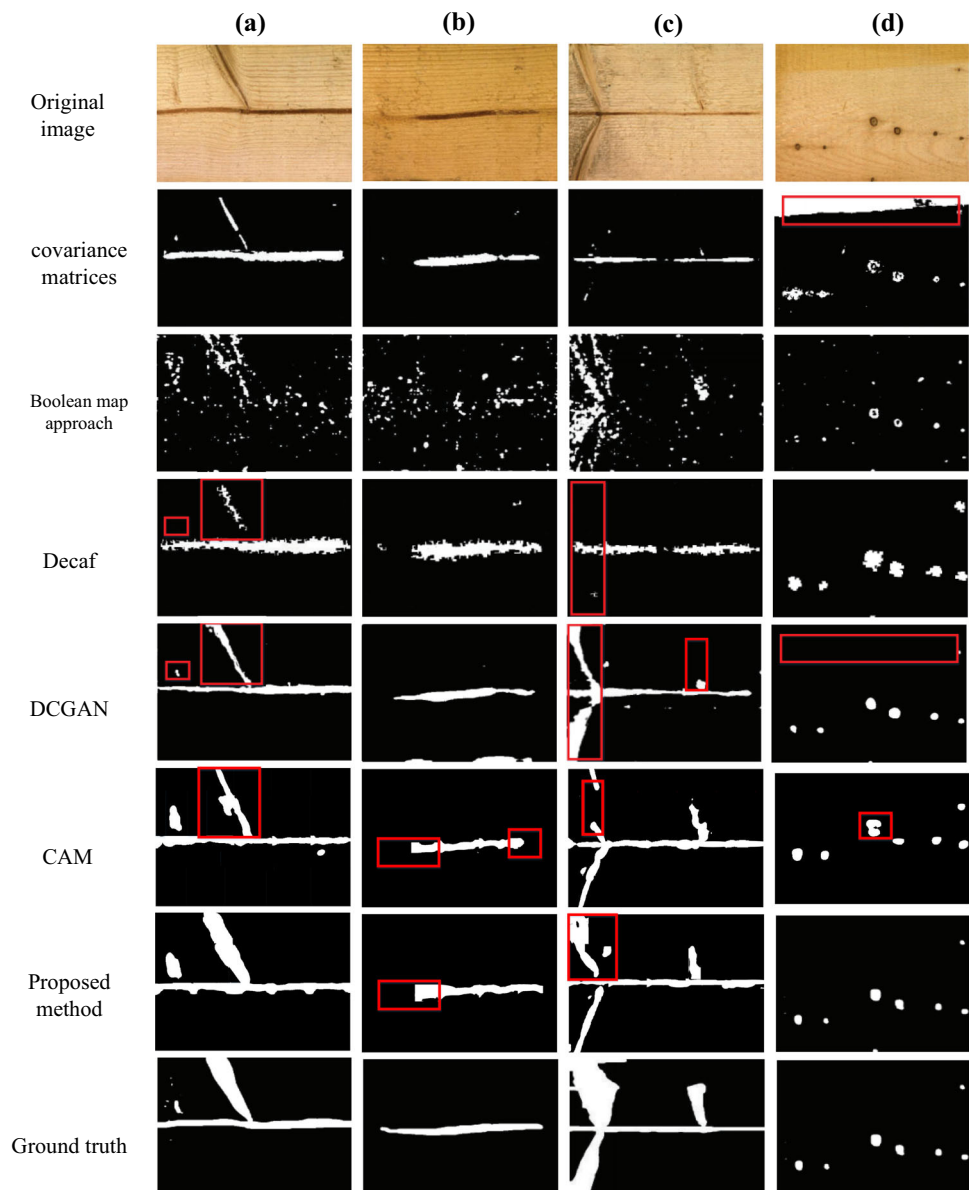 (a) (b) (c) (d)
Original
image
covariance
matrices
Boolean map
approach
Decaf
DCGAN
CAM
Proposed
method
Ground truth